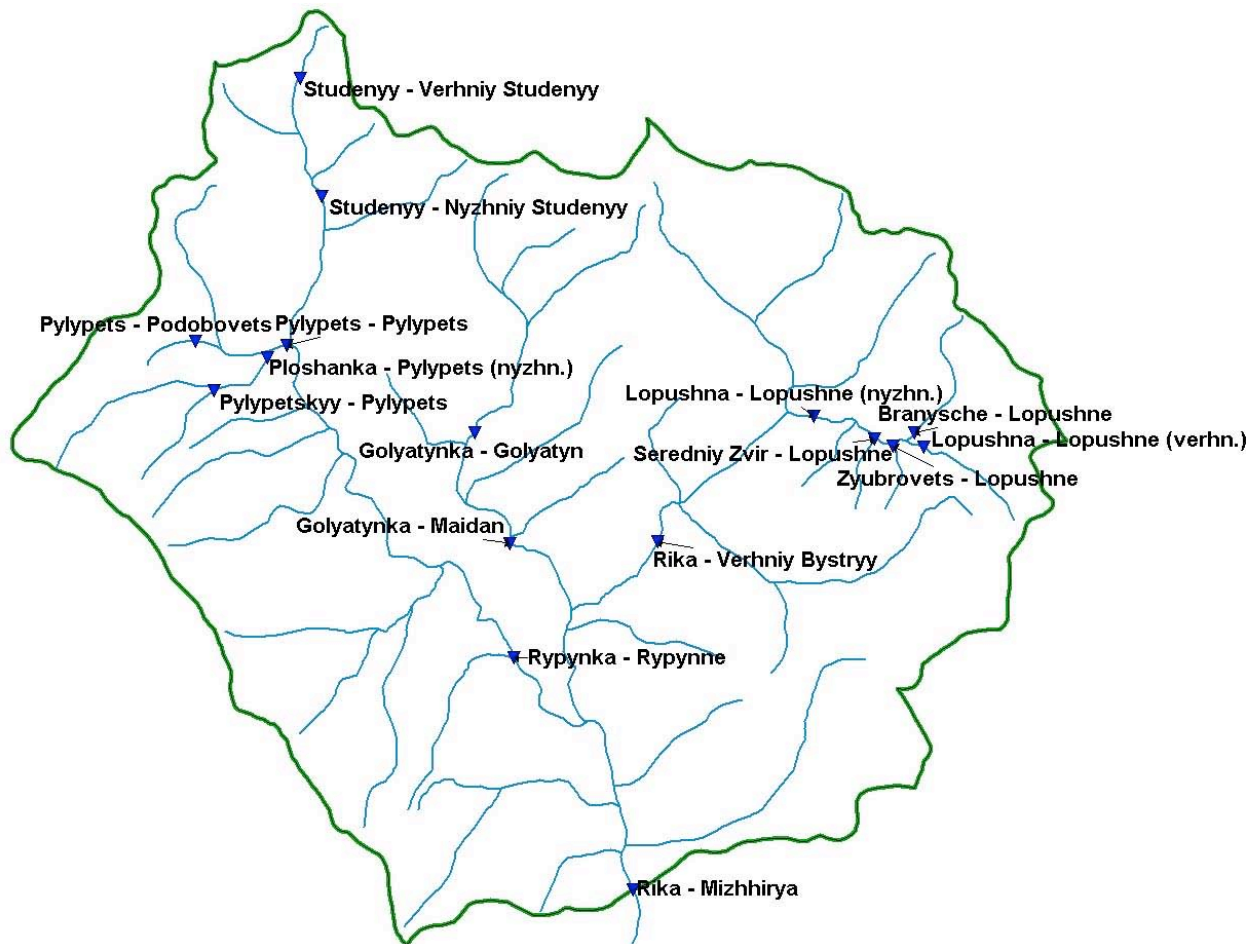 Studenyy - Verhniy Studenyy
Studenyy - Nyzhniy Studenyy
Pylypets - Podobovets
Pylypets - Pylypets
Ploshanka - Pylypets (nyzhn.)
Pylypetskyy - Pylypets
Lopushna - Lopushne (nyzhn.)
Branysche - Lopushne
Golyatynka - Golyatyn
Seredniy Zvir - Lopushne
Lopushna - Lopushne (verhn.)
Zyubrovets - Lopushne
Golyatynka - Maidan
Rika - Verhniy Bystryy
Rypynka - Rypynne
Rika - Mizhhirya